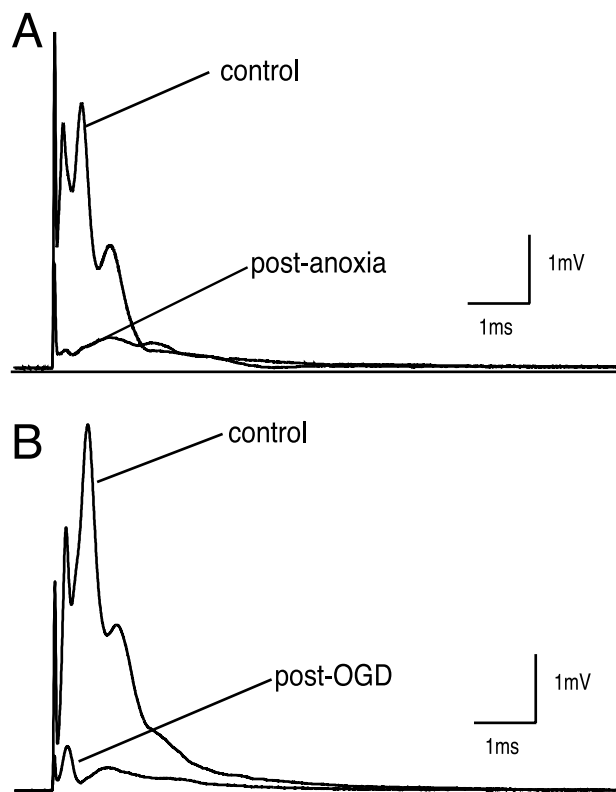 A
control
post-anoxia
1mV
1ms
B
control
post-OGD
1mV
1ms